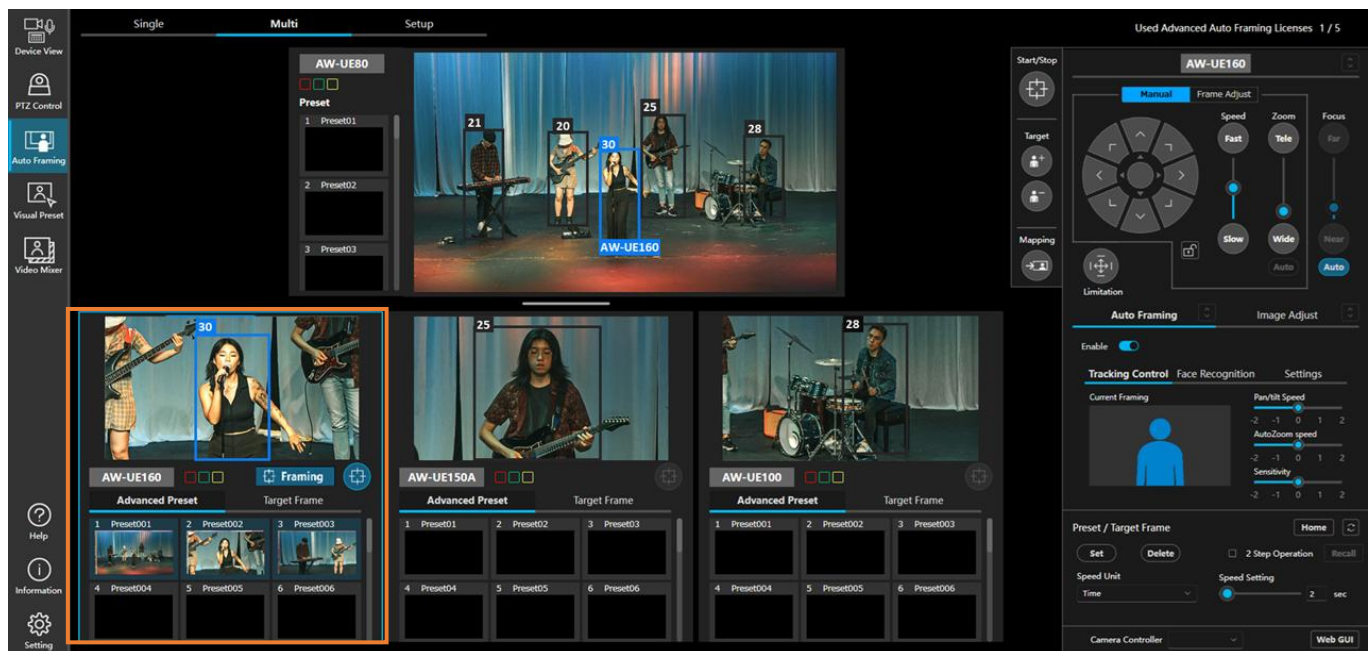 Single Multi Setup
Used Advanced Auto Framing Licenses 1 / 5
Device View
PTZ Control
Auto Framing
Visual Preset
Video Mixer
Help
Information
Setting
AW-UE80
Preset
1 Preset01
2 Preset02
3 Preset03
21
20
30
25
28
AW-UE160
Start/Stop
Target
Mapping
30
AW-UE160
Framing
Advanced Preset Target Frame
1 Preset001 2 Preset002 3 Preset003
4 Preset004 5 Preset005 6 Preset006
25
AW-UE150A
Advanced Preset Target Frame
1 Preset01 2 Preset02 3 Preset03
4 Preset04 5 Preset05 6 Preset06
28
AW-UE100
Advanced Preset Target Frame
1 Preset001 2 Preset002 3 Preset003
4 Preset004 5 Preset005 6 Preset006
AW-UE160
Manual Frame Adjust
Speed Zoom Focus
Fast Tele Far
Slow Wide Near
Auto Auto
Limitation
Auto Framing Image Adjust
Enable
Tracking Control Face Recognition Settings
Current Framing
Pan/tilt Speed
-2 -1 0 1 2
AutoZoom speed
-2 -1 0 1 2
Sensitivity
-2 -1 0 1 2
Preset / Target Frame Home
Set Delete 2 Step Operation Recall
Speed Unit Speed Setting
Time 2 sec
Camera Controller Web GUI